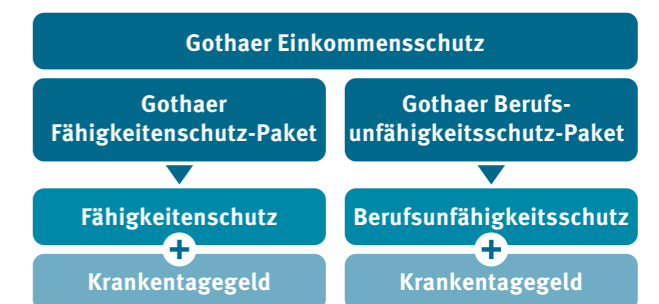 Gothaer Einkommensschutz
Gothaer
Fähigkeitenschutz-Paket
Gothaer Berufs-
unfähigkeitsschutz-Paket
Fähigkeitenschutz
+
Krankentagegeld
Berufsunfähigkeitsschutz
+
Krankentagegeld